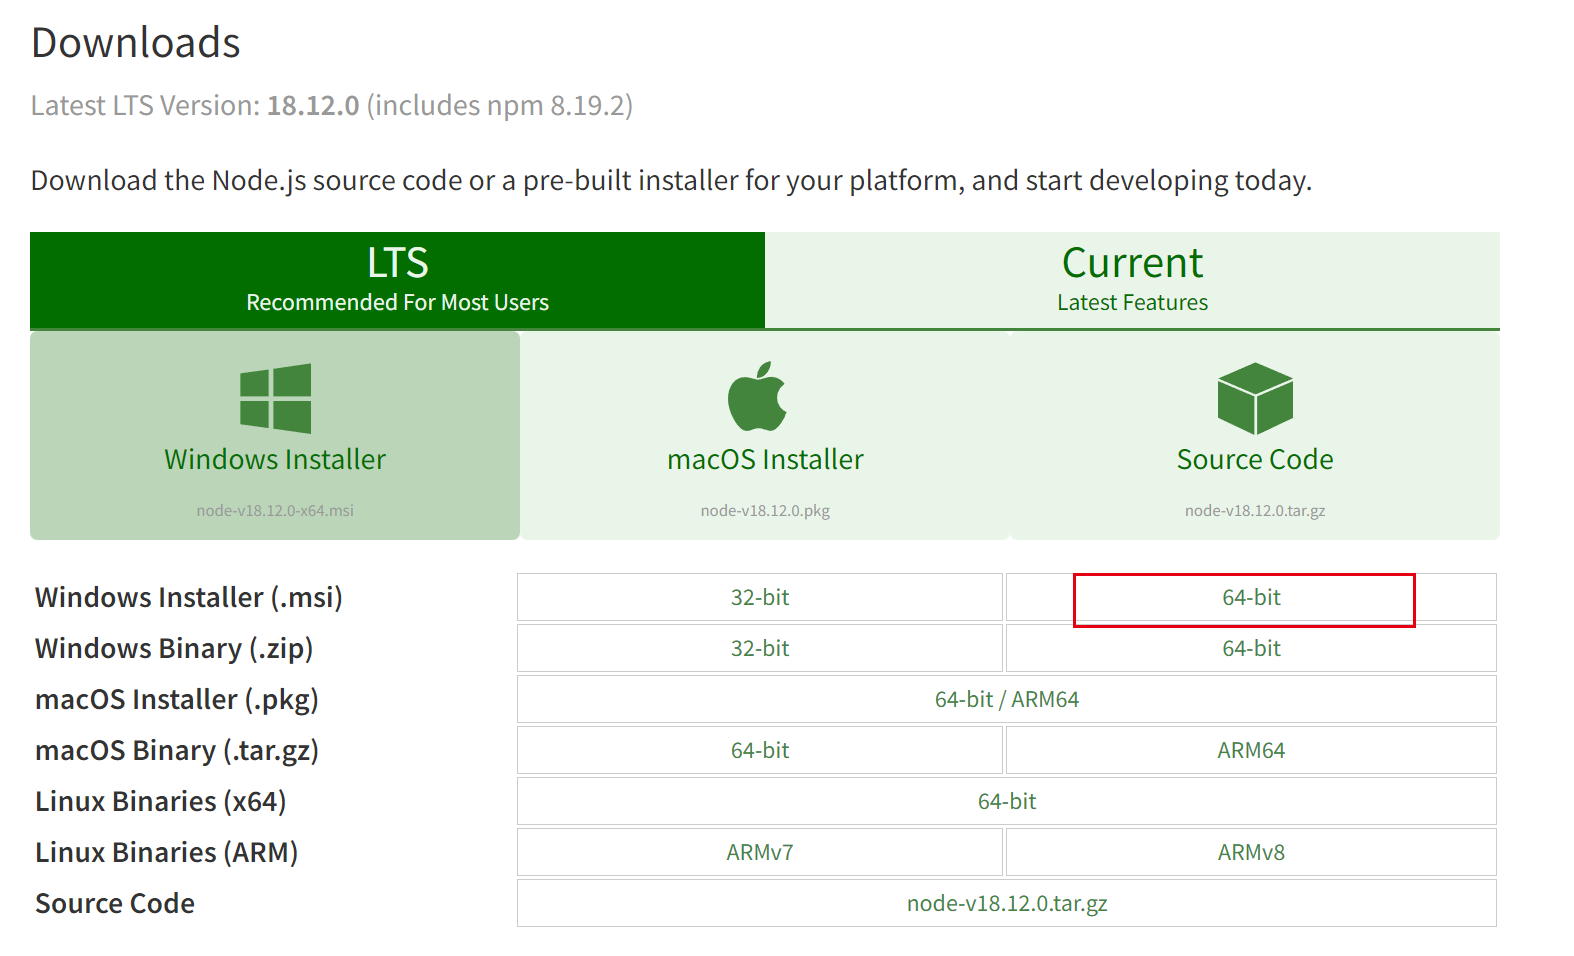 Downloads
Latest LTS Version: 18.12.0 (includes npm 8.19.2)
Download the Node.js source code or a pre-built installer for your platform, and start developing today.
LTS
Recommended For Most Users
Current
Latest Features
Windows Installer
node-v18.12.0-x64.msi
macOS Installer
node-v18.12.0.pkg
Source Code
node-v18.12.0.tar.gz
Windows Installer (.msi) 32-bit 64-bit
Windows Binary (.zip) 32-bit 64-bit
macOS Installer (.pkg) 64-bit / ARM64
macOS Binary (.tar.gz) 64-bit ARM64
Linux Binaries (x64) 64-bit
Linux Binaries (ARM) ARMv7 ARMv8
Source Code node-v18.12.0.tar.gz